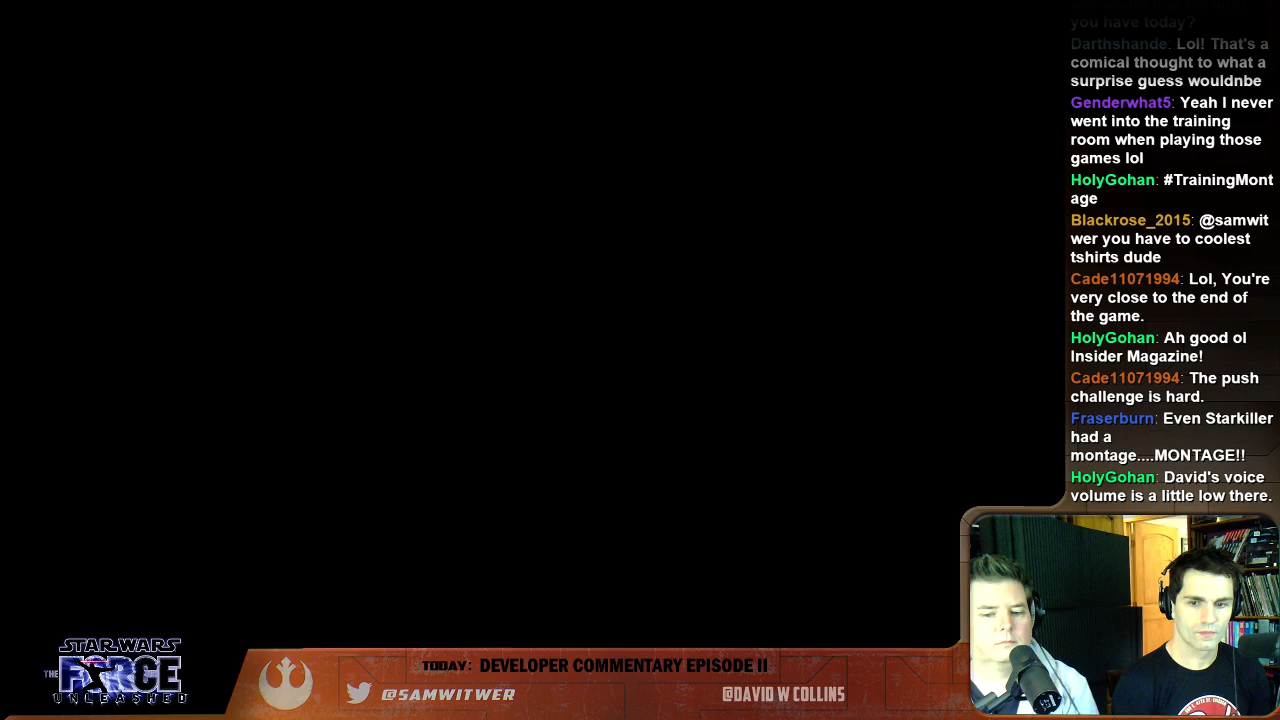 you have today?
Darthshande: Lol! That's a
comical thought to what a
surprise guess wouldnbe
Genderwhat5: Yeah I never
went into the training
room when playing those
games lol
HolyGohan: #TrainingMont
age
Blackrose_2015: @samwit
wer you have to coolest
tshirts dude
Cade11071994: Lol, You're
very close to the end of
the game.
HolyGohan: Ah good ol
Insider Magazine!
Cade11071994: The push
challenge is hard.
Fraserburn: Even Starkiller
had a
montage....MONTAGE!!
HolyGohan: David's voice
volume is a little low there.
STAR WARS
THE FORCE
UNLEASHED
TODAY: DEVELOPER COMMENTARY EPISODE II
@SAMWITWER
@DAVID W COLLINS